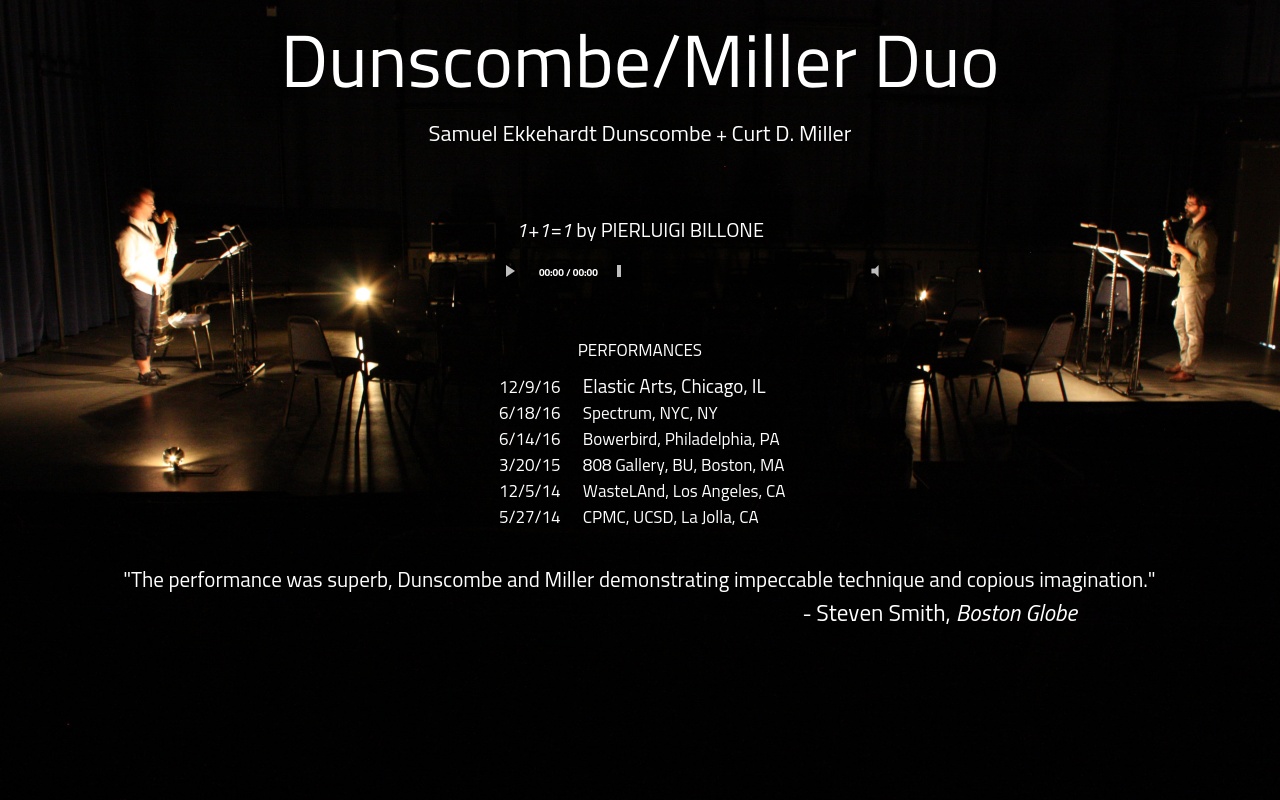 Dunscombe/Miller Duo
Samuel Ekkehardt Dunscombe + Curt D. Miller
1+1=1 by PIERLUIGI BILLONE
00:00 / 00:00
PERFORMANCES
12/9/16 Elastic Arts, Chicago, IL
6/18/16 Spectrum, NYC, NY
6/14/16 Bowerbird, Philadelphia, PA
3/20/15 808 Gallery, BU, Boston, MA
12/5/14 WasteLAnd, Los Angeles, CA
5/27/14 CPMC, UCSD, La Jolla, CA
"The performance was superb, Dunscombe and Miller demonstrating impeccable technique and copious imagination."
- Steven Smith, Boston Globe